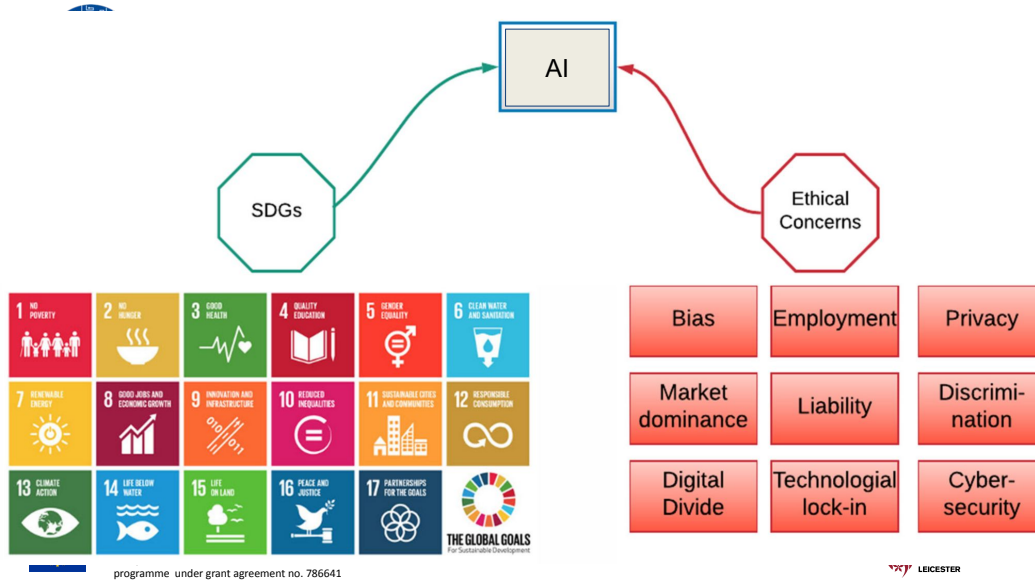 AI
SDGs
Ethical
Concerns
1 NO
POVERTY
2 NO
HUNGER
3 GOOD
HEALTH
4 QUALITY
EDUCATION
5 GENDER
EQUALITY
6 CLEAN WATER
AND SANITATION
7 RENEWABLE
ENERGY
8 GOOD JOBS AND
ECONOMIC GROWTH
9 INNOVATION AND
INFRASTRUCTURE
10 REDUCED
INEQUALITIES
11 SUSTAINABLE CITIES
AND COMMUNITIES
12 RESPONSIBLE
CONSUMPTION
13 CLIMATE
ACTION
14 LIFE BELOW
WATER
15 LIFE
ON LAND
16 PEACE AND
JUSTICE
17 PARTNERSHIPS
FOR THE GOALS
THE GLOBAL GOALS
For Sustainable Development
Bias
Employment
Privacy
Market
dominance
Liability
Discrimi-
nation
Digital
Divide
Technologial
lock-in
Cyber-
security
programme under grant agreement no. 786641
LEICESTER